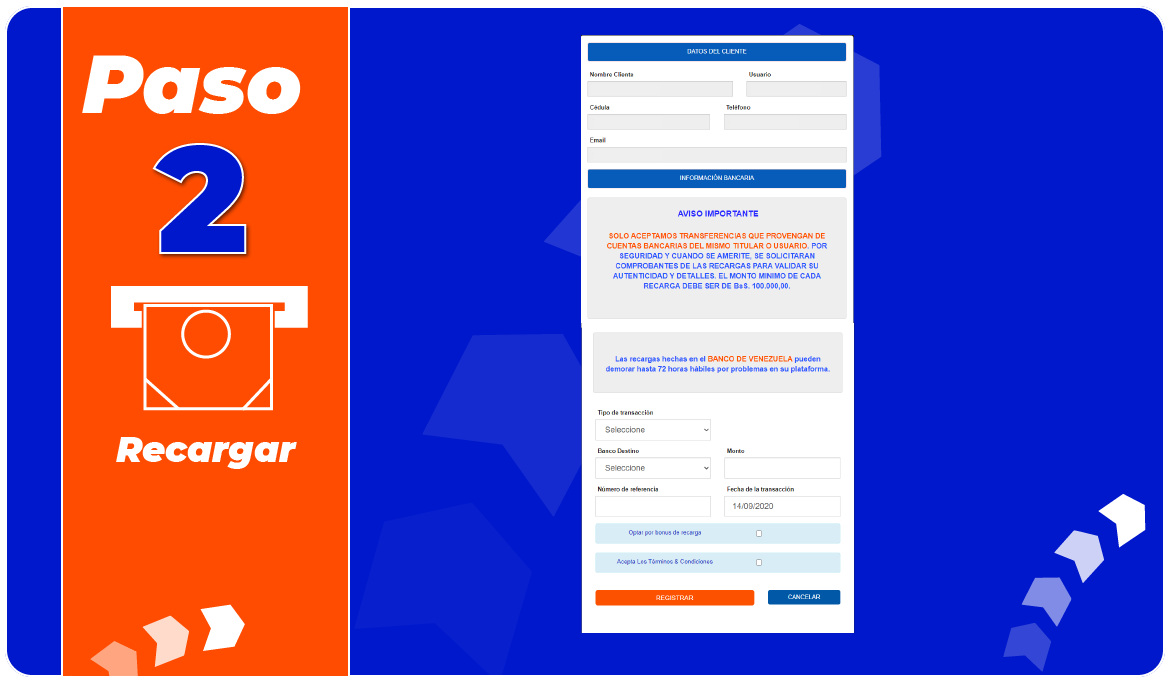 Paso
2
Recargar
DATOS DEL CLIENTE
Nombre Cliente
Usuario
Cédula
Teléfono
Email
INFORMACIÓN BANCARIA
AVISO IMPORTANTE
SOLO ACEPTAMOS TRANSFERENCIAS QUE PROVENGAN DE
CUENTAS BANCARIAS DEL MISMO TITULAR O USUARIO. POR
SEGURIDAD Y CUANDO SE AMERITE, SE SOLICITARAN
COMPROBANTES DE LAS RECARGAS PARA VALIDAR SU
AUTENTICIDAD Y DETALLES. EL MONTO MINIMO DE CADA
RECARGA DEBE SER DE BsS. 100.000,00.
Las recargas hechas en el BANCO DE VENEZUELA pueden
demorar hasta 72 horas hábiles por problemas en su plataforma.
Tipo de transacción
Seleccione
Banco Destino
Monto
Seleccione
Número de referencia
Fecha de la transacción
14/09/2020
Optar por bonus de recarga
Acepta Los Términos & Condiciones
REGISTRAR
CANCELAR